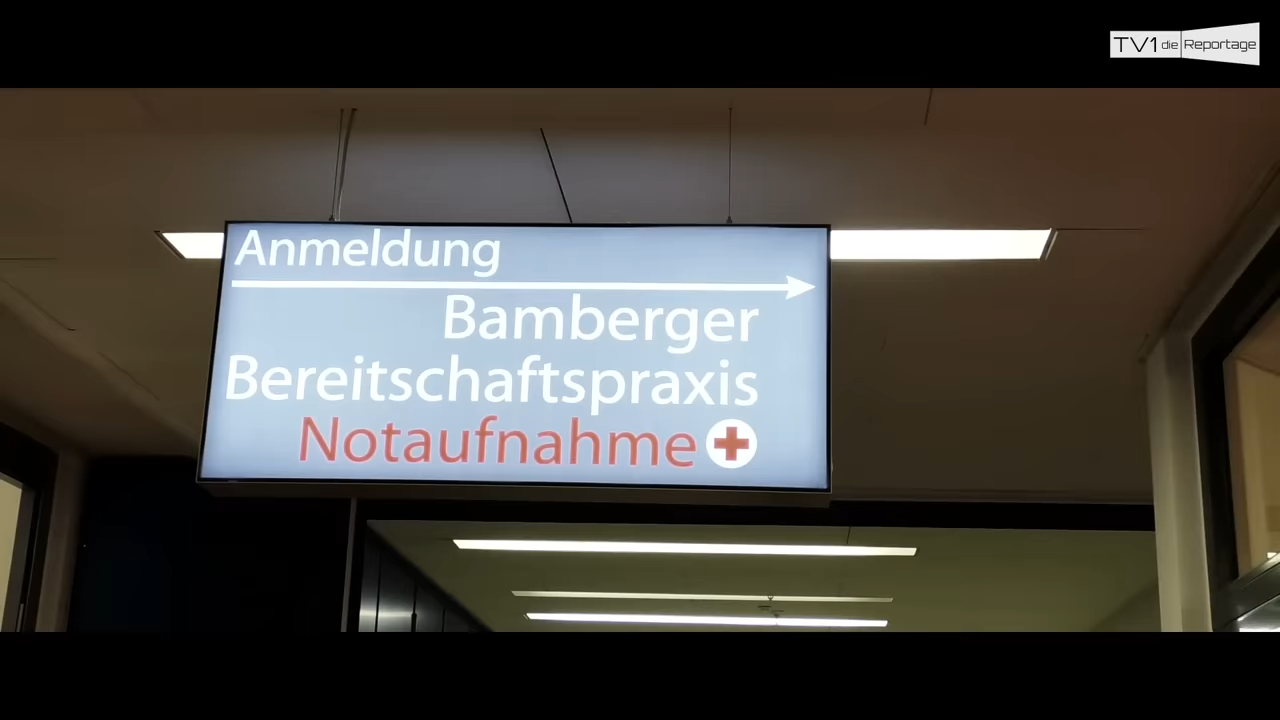 TV1 die Reportage
Anmeldung
Bamberger
Bereitschaftspraxis
Notaufnahme